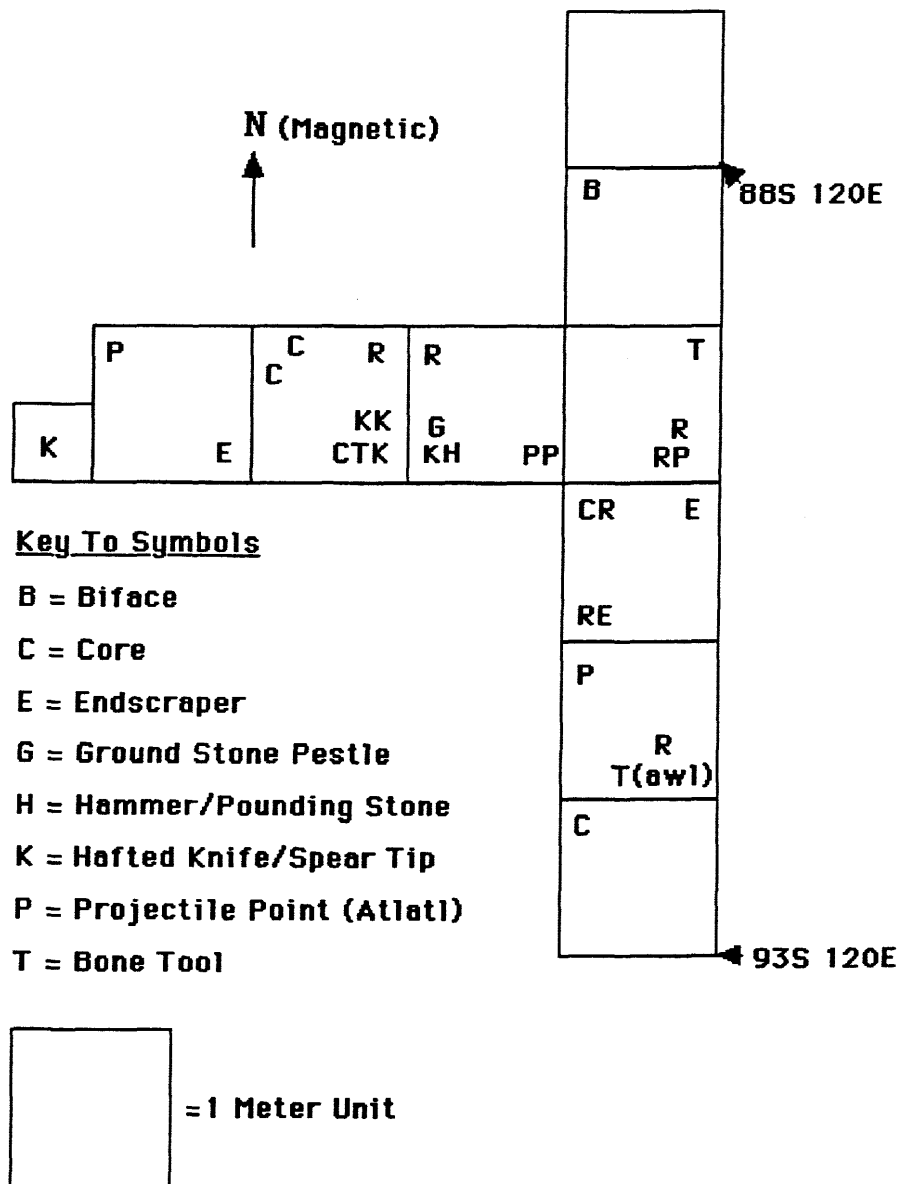 N (Magnetic)
88S 120E
B
P
C
R
R
T
C
KK
G
R
K
E
CTK
KH
PP
RP
CR
E
Key To Symbols
B = Biface
RE
C = Core
P
E = Endscraper
G = Ground Stone Pestle
R
T(awl)
H = Hammer/Pounding Stone
C
K = Hafted Knife/Spear Tip
P = Projectile Point (Atlatl)
T = Bone Tool
93S 120E
=1 Meter Unit